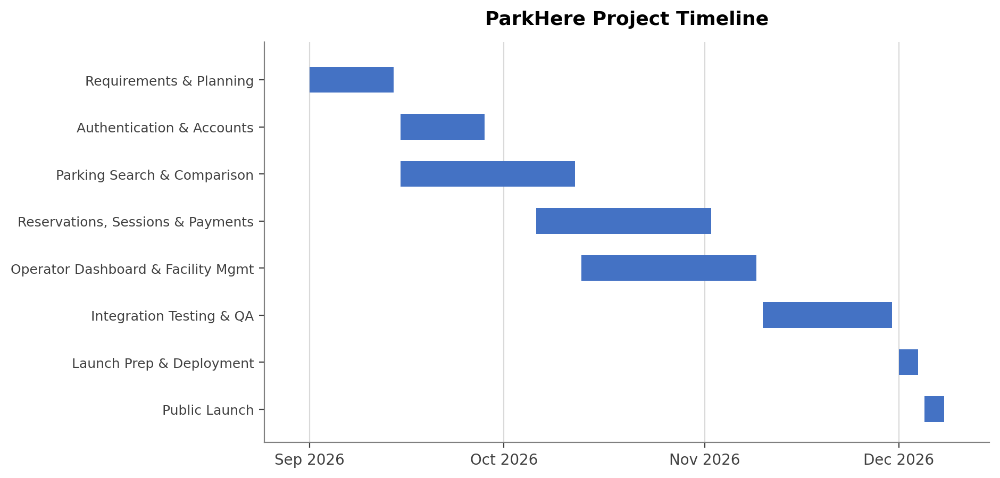 ParkHere Project Timeline
Requirements & Planning
Authentication & Accounts
Parking Search & Comparison
Reservations, Sessions & Payments
Operator Dashboard & Facility Mgmt
Integration Testing & QA
Launch Prep & Deployment
Public Launch
Sep 2026
Oct 2026
Nov 2026
Dec 2026